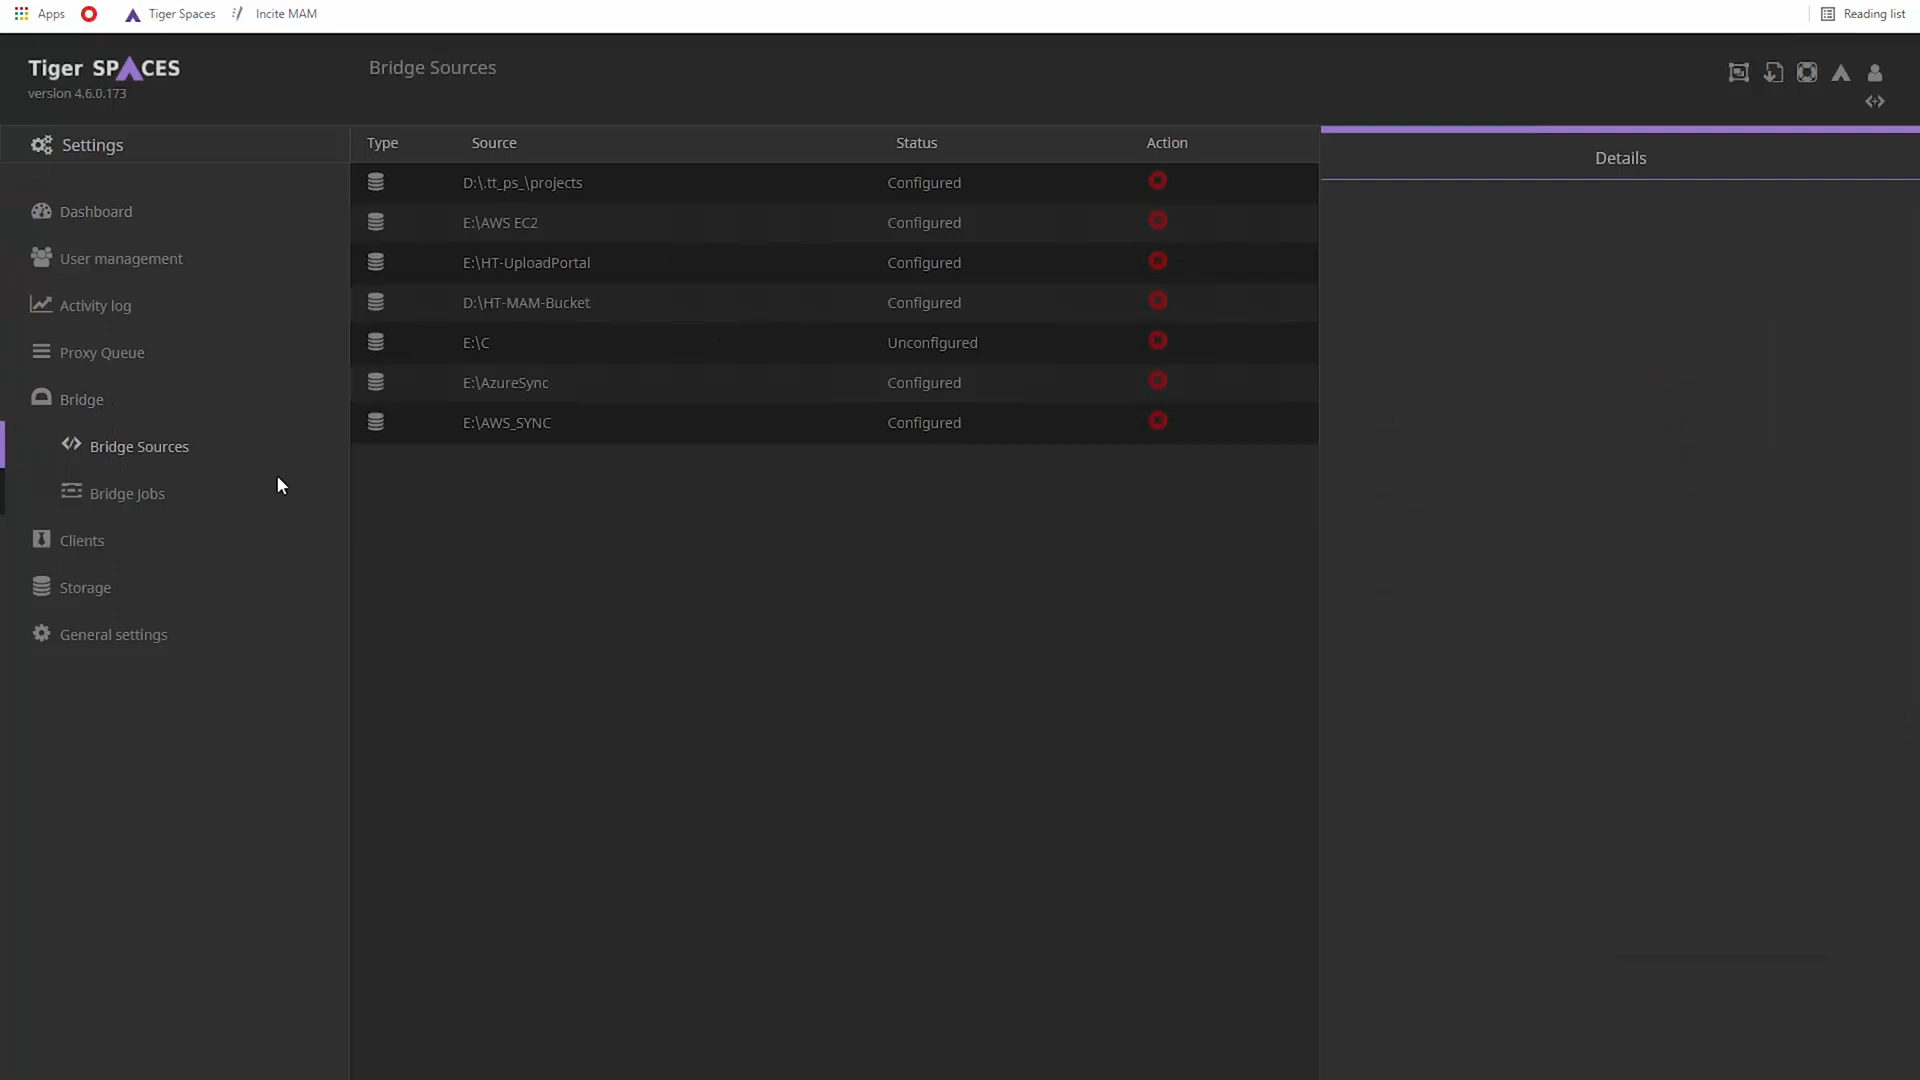 Apps
Tiger Spaces
Incite MAM
Reading list
Tiger SPACES
version 4.6.0.173
Bridge Sources
Settings
Dashboard
User management
Activity log
Proxy Queue
Bridge
Bridge Sources
Bridge Jobs
Clients
Storage
General settings
Type Source Status Action
D:\.tt_ps_\projects Configured
E:\AWS EC2 Configured
E:\HT-UploadPortal Configured
D:\HT-MAM-Bucket Configured
E:\C Unconfigured
E:\AzureSync Configured
E:\AWS_SYNC Configured
Details